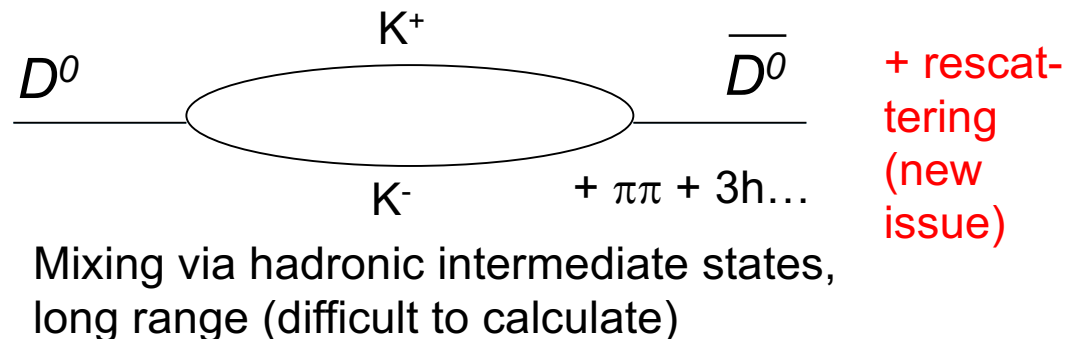 K⁺
D⁰
D̅⁰
+ rescat-
tering
(new
issue)
K⁻
+ ππ + 3h…
Mixing via hadronic intermediate states,
long range (difficult to calculate)